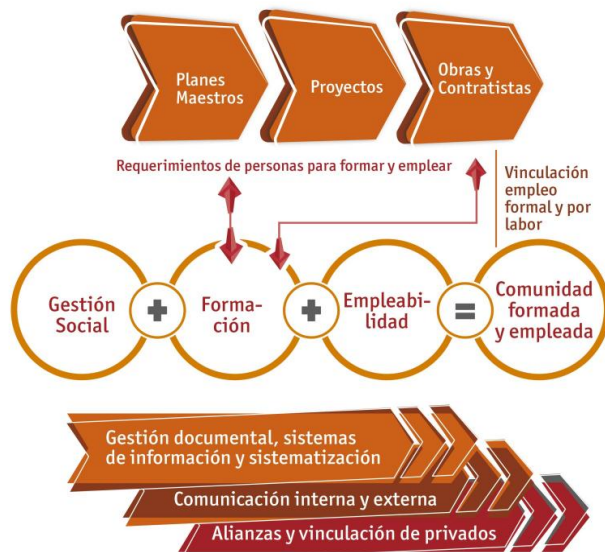 Planes
Maestros
Proyectos
Obras y
Contratistas
Requerimientos de personas para formar y emplear
Vinculación
empleo
formal y por
labor
Gestión
Social
+
Forma-
ción
+
Empleabi-
lidad
=
Comunidad
formada
y empleada
Gestión documental, sistemas
de información y sistematización
Comunicación interna y externa
Alianzas y vinculación de privados